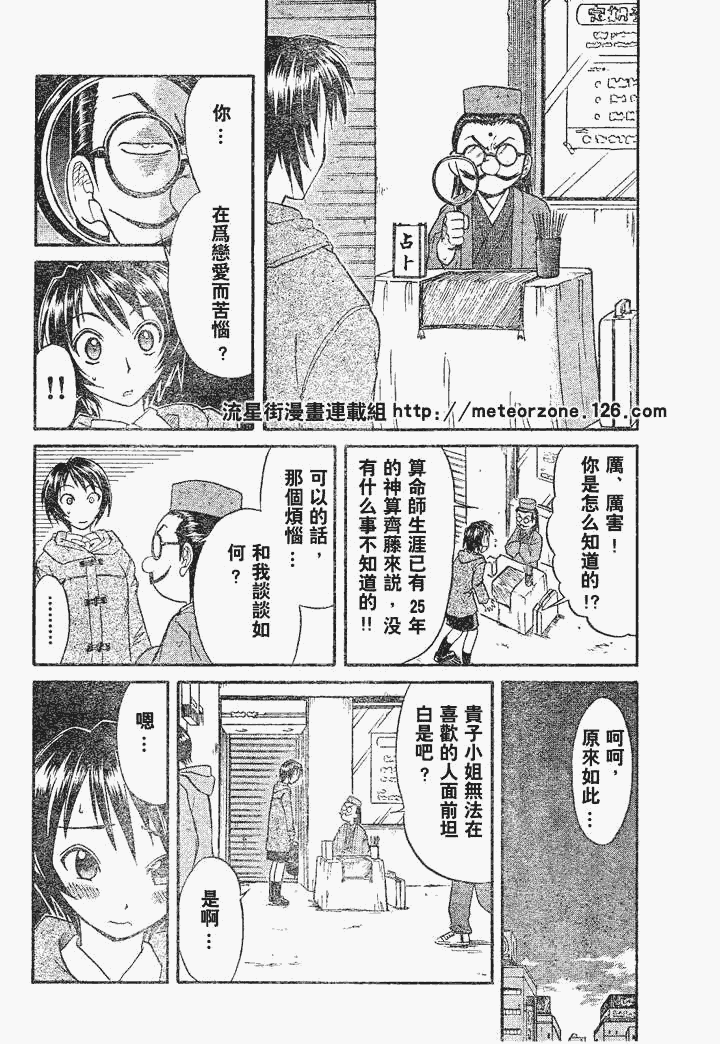 占卜
你…
在爲戀愛而苦惱？
！！
流星街漫畫連載組 http://meteorzone.126.com
厲、厲害！
你是怎么知道的！？
算命師生涯已有25年
的神算齊藤來説，没
有什么事不知道的！！
可以的話，
那個煩惱…
和我談談如
何？
………
呵呵，
原來如此…
貴子小姐無法在
喜歡的人面前坦
白是吧？
是啊…
嗯…